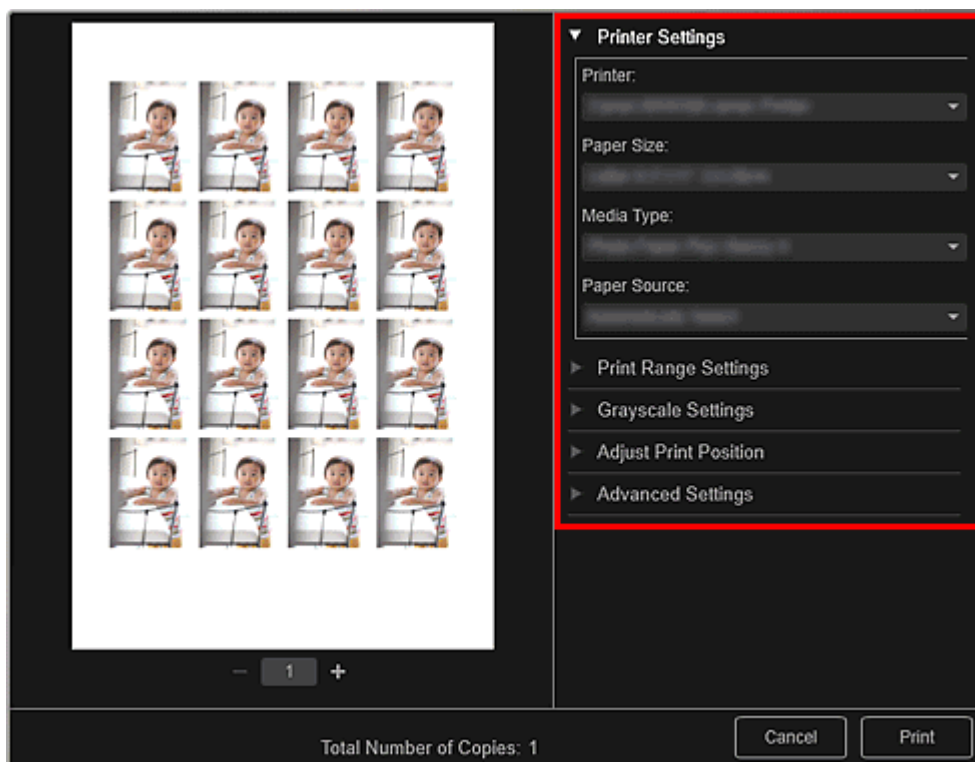 Printer Settings
Printer:
Paper Size:
Media Type:
Paper Source:
Print Range Settings
Grayscale Settings
Adjust Print Position
Advanced Settings
1
Total Number of Copies: 1
Cancel
Print